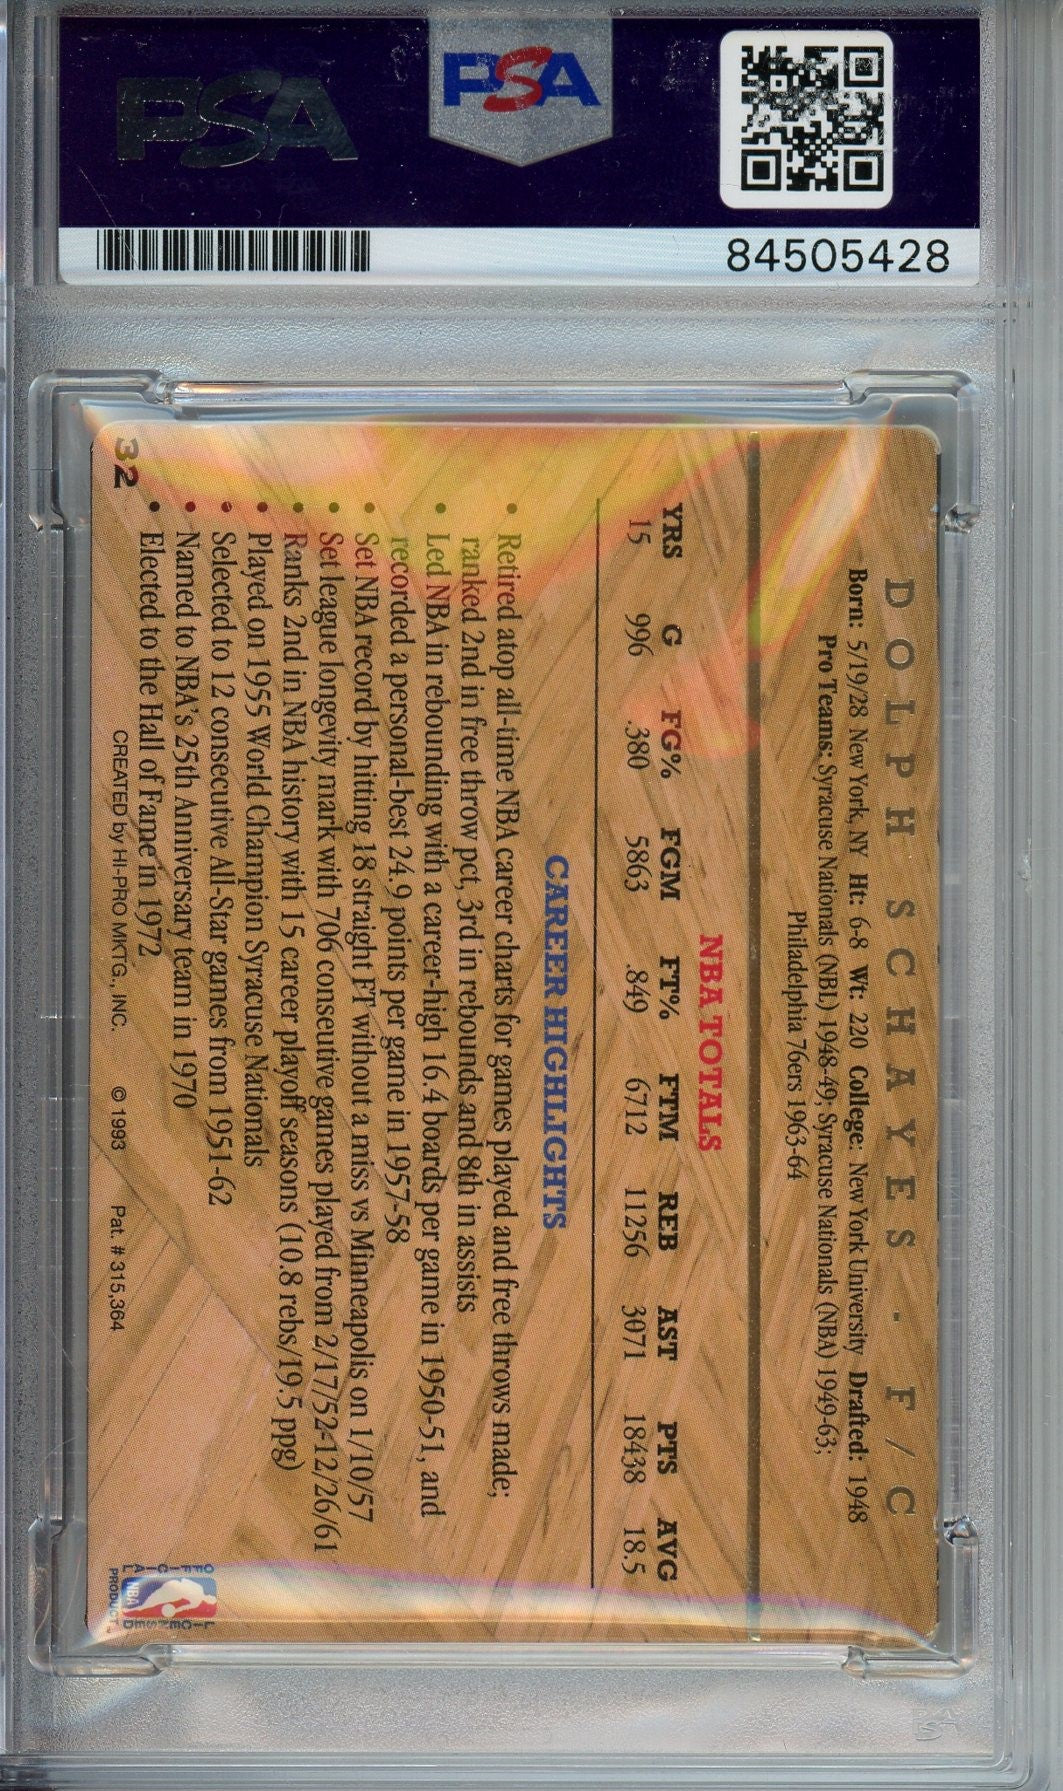 PSA
PSA
84505428
DOLPH SCHAYES - F/C
Born: 5/19/28 New York, NY Ht: 6-8 Wt: 220 College: New York University Drafted: 1948
Pro Teams: Syracuse Nationals (NBL) 1948-49; Syracuse Nationals (NBA) 1949-63;
Philadelphia 76ers 1963-64
NBA TOTALS
YRS G FG% FGM FT% FTM REB AST PTS AVG
15 996 .380 5863 .849 6712 11256 3071 18438 18.5
CAREER HIGHLIGHTS
• Retired atop all-time NBA career charts for games played and free throws made;
ranked 2nd in free throw pct, 3rd in rebounds and 8th in assists
• Led NBA in rebounding with a career-high 16.4 boards per game in 1950-51, and
recorded a personal-best 24.9 points per game in 1957-58
• Set NBA record by hitting 18 straight FT without a miss vs Minneapolis on 1/10/57
• Set league longevity mark with 706 conseutive games played from 2/17/52-12/26/61
• Ranks 2nd in NBA history with 15 career playoff seasons (10.8 rebs/19.5 ppg)
• Played on 1955 World Champion Syracuse Nationals
• Selected to 12 consecutive All-Star games from 1951-62
• Named to NBA's 25th Anniversary team in 1970
• Elected to the Hall of Fame in 1972
32
CREATED by HI-PRO MKTG., INC. © 1993 Pat. # 315,364
OFFICIAL
NBA
LICENSED
PRODUCT
PSA